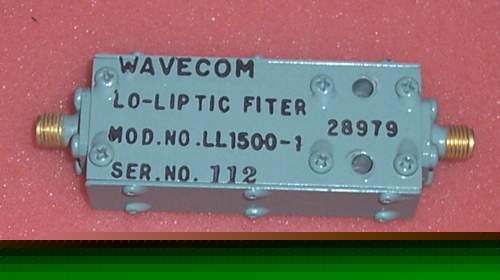 WAVECOM
LO-LIPTIC FITER
MOD.NO.LL1500-1
28979
SER.NO. 112